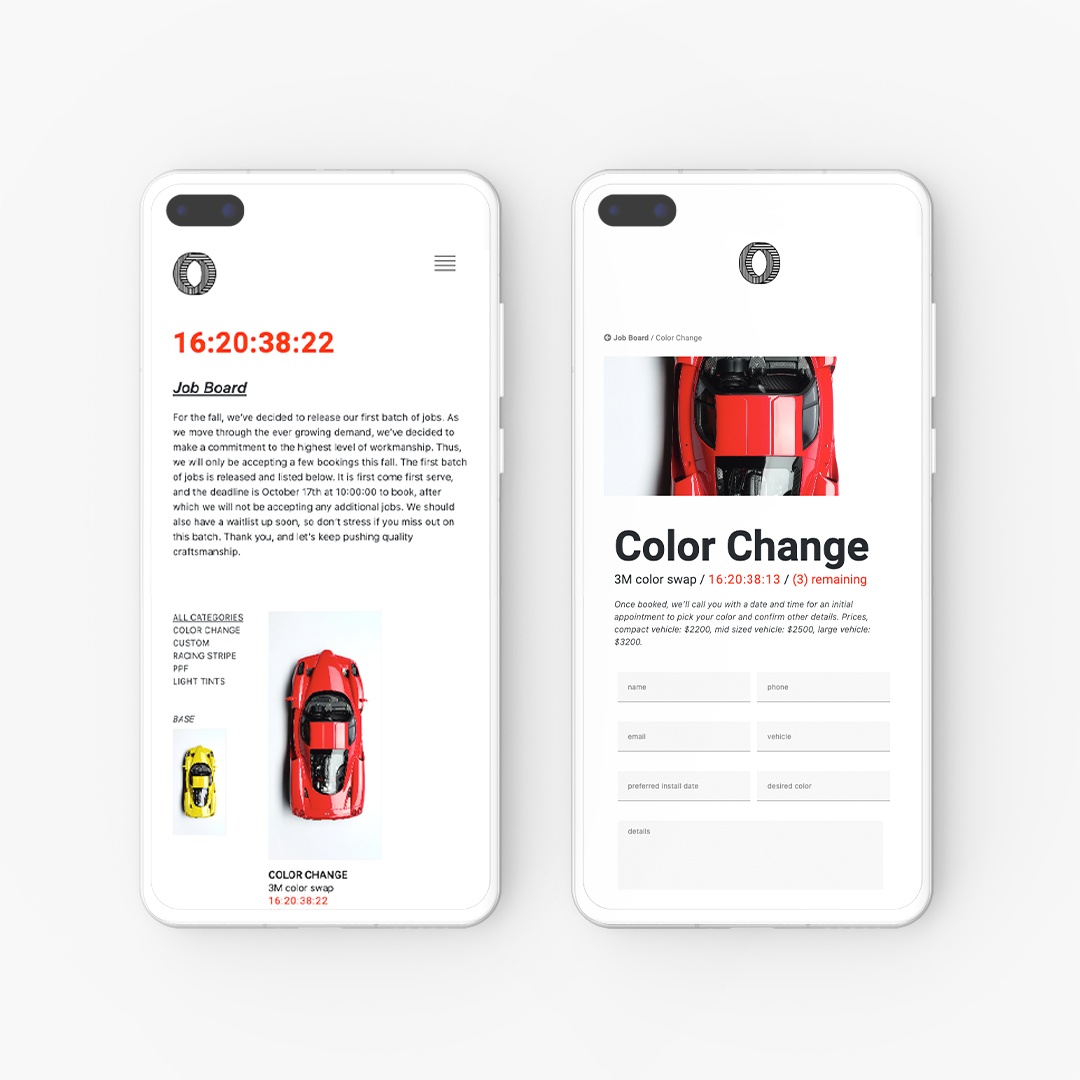 16:20:38:22
Job Board
For the fall, we've decided to release our first batch of jobs. As
we move through the ever growing demand, we've decided to
make a commitment to the highest level of workmanship. Thus,
we will only be accepting a few bookings this fall. The first batch
of jobs is released and listed below. It is first come first serve,
and the deadline is October 17th at 10:00:00 to book, after
which we will not be accepting any additional jobs. We should
also have a waitlist up soon, so don't stress if you miss out on
this batch. Thank you, and let's keep pushing quality
craftsmanship.
ALL CATEGORIES
COLOR CHANGE
CUSTOM
RACING STRIPE
PPF
LIGHT TINTS
BASE
COLOR CHANGE
3M color swap
16:20:38:22
Job Board / Color Change
Color Change
3M color swap / 16:20:38:13 / (3) remaining
Once booked, we'll call you with a date and time for an initial
appointment to pick your color and confirm other details. Prices,
compact vehicle: $2200, mid sized vehicle: $2500, large vehicle:
$3200.
name
phone
email
vehicle
preferred install date
desired color
details